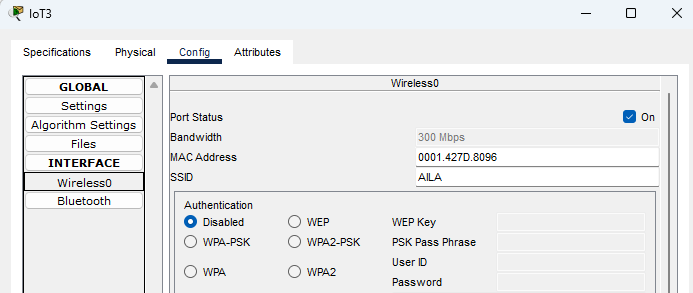 IoT3
Specifications Physical Config Attributes
GLOBAL
Settings
Algorithm Settings
Files
INTERFACE
Wireless0
Bluetooth
Wireless0
Port Status On
Bandwidth 300 Mbps
MAC Address 0001.427D.8096
SSID AILA
Authentication
Disabled WEP WEP Key
WPA-PSK WPA2-PSK PSK Pass Phrase
User ID
WPA WPA2 Password